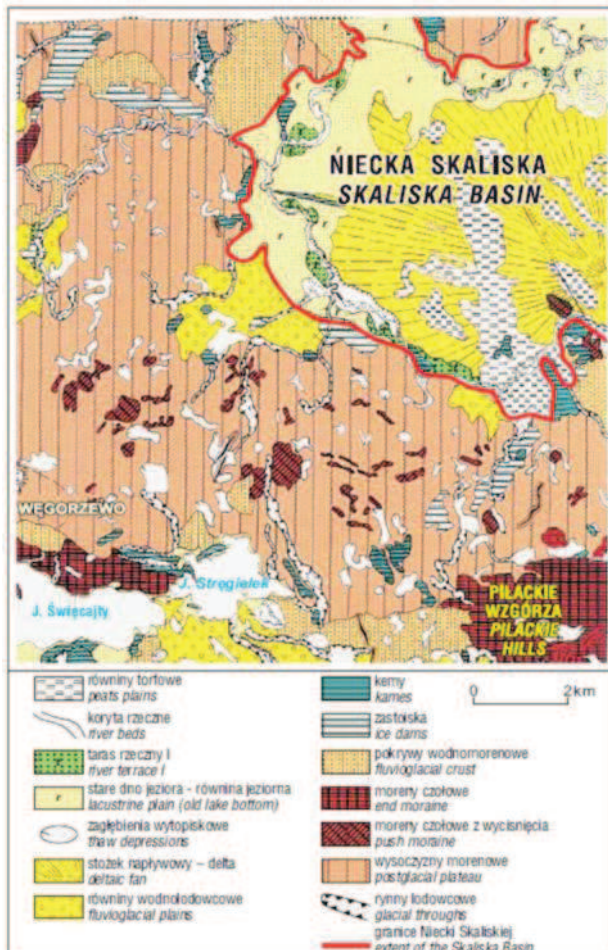 NIECKA SKALISKA
SKALISKA BASIN
WĘGORZEWO
J. Stręgielek
J. Święcajty
PIŁACKIE
WZGÓRZA
PIŁACKIE
HILLS
równiny torfowe
peats plains
koryta rzeczne
river beds
taras rzeczny I
river terrace I
stare dno jeziora - równina jeziorna
lacustrine plain (old lake bottom)
zagłębienia wytopiskowe
thaw depressions
stożek napływowy – delta
deltaic fan
równiny wodnolodowcowe
fluvioglacial plains
kemy
kames
0 2km
zastoiska
ice dams
pokrywy wodnomorenowe
fluvioglacial crust
moreny czołowe
end moraine
moreny czołowe z wyciśnięcia
push moraine
wysoczyzny morenowe
postglacial plateau
rynny lodowcowe
glacial throughs
granice Niecki Skaliskiej
extent of the Skaliska Basin